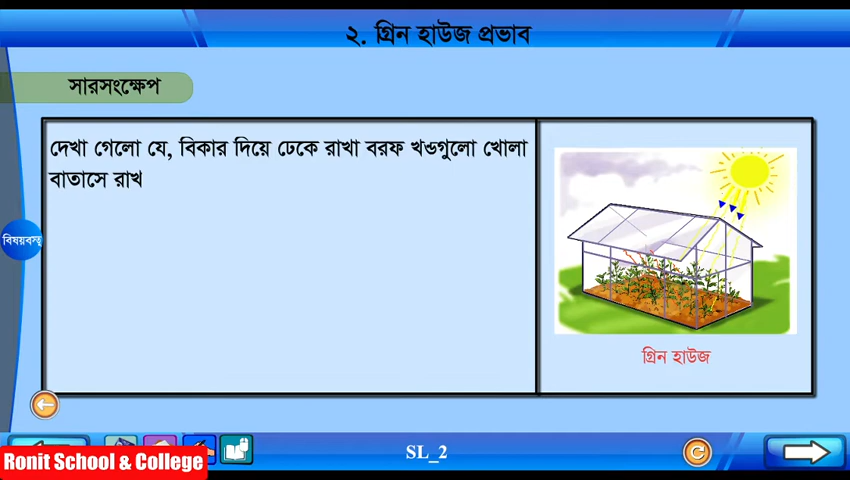 ২. গ্রিন হাউজ প্রভাব
সারসংক্ষেপ
দেখা গেলো যে, বিকার দিয়ে ঢেকে রাখা বরফ খণ্ডগুলো খোলা
বাতাসে রাখ
বিষয়বস্তু
গ্রিন হাউজ
SL_2
Ronit School & College